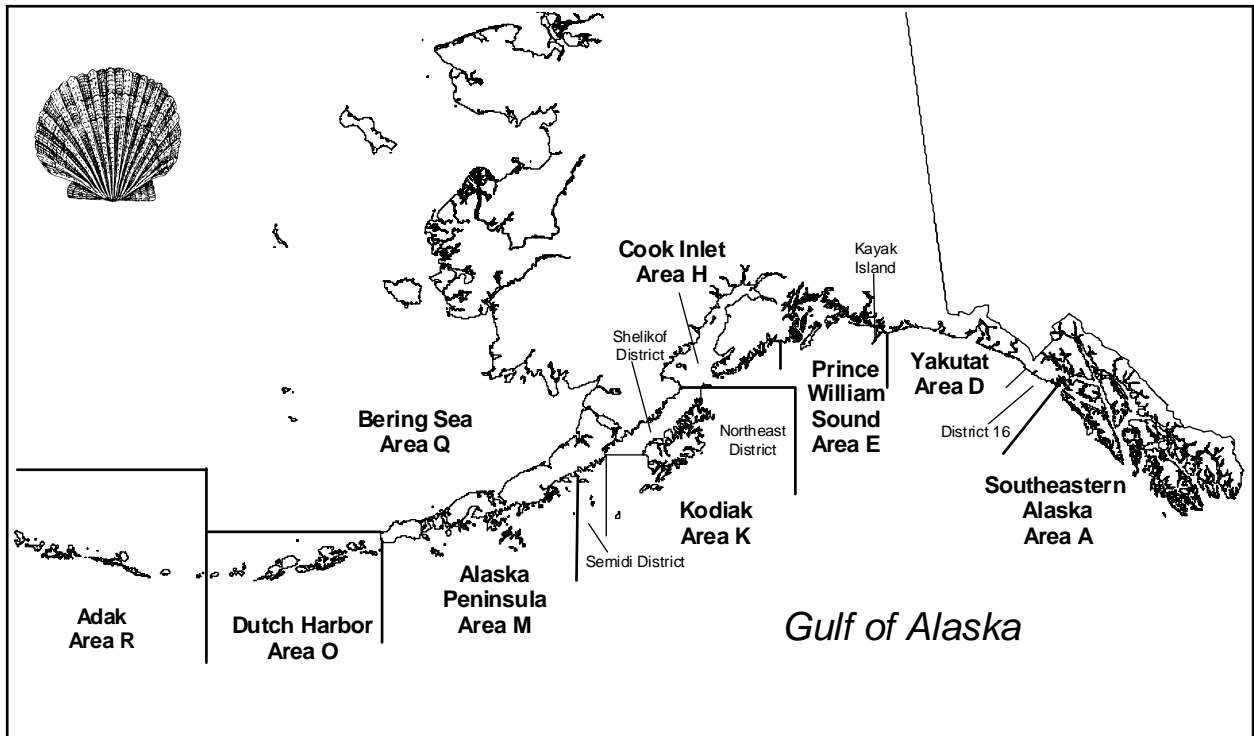 Cook Inlet
Area H
Kayak
Island
Shelikof
District
Prince
William
Sound
Area E
Yakutat
Area D
Bering Sea
Area Q
Northeast
District
District 16
Southeastern
Alaska
Area A
Kodiak
Area K
Semidi District
Alaska
Peninsula
Area M
Adak
Area R
Dutch Harbor
Area O
Gulf of Alaska